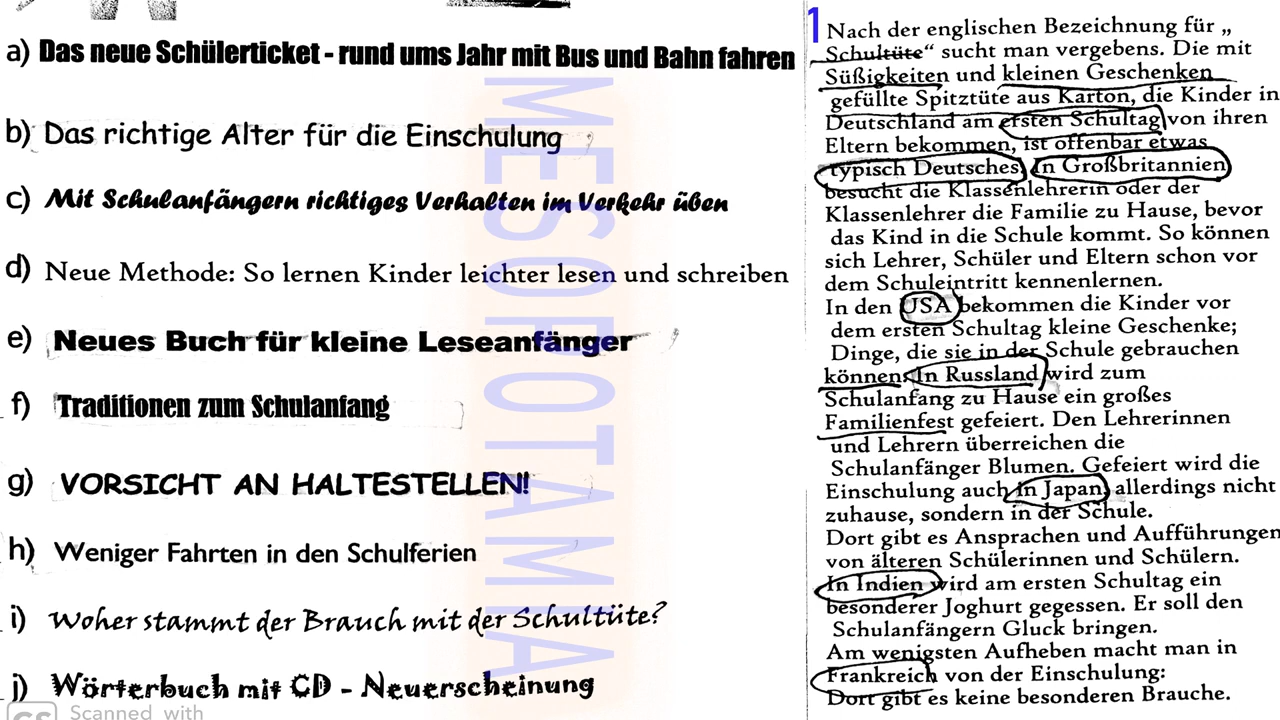 a) Das neue Schülerticket - rund ums Jahr mit Bus und Bahn fahren
b) Das richtige Alter für die Einschulung
c) Mit Schulanfängern richtiges Verhalten im Verkehr üben
d) Neue Methode: So lernen Kinder leichter lesen und schreiben
e) Neues Buch für kleine Leseanfänger
f) Traditionen zum Schulanfang
g) VORSICHT AN HALTESTELLEN!
h) Weniger Fahrten in den Schulferien
i) Woher stammt der Brauch mit der Schultüte?
j) Wörterbuch mit CD - Neuerscheinung
MESOPOTAMIA
CS Scanned with
1
Nach der englischen Bezeichnung für „
Schultüte“ sucht man vergebens. Die mit
Süßigkeiten und kleinen Geschenken
gefüllte Spitztüte aus Karton, die Kinder in
Deutschland am ersten Schultag von ihren
Eltern bekommen, ist offenbar etwas
typisch Deutsches. In Großbritannien
besucht die Klassenlehrerin oder der
Klassenlehrer die Familie zu Hause, bevor
das Kind in die Schule kommt. So können
sich Lehrer, Schüler und Eltern schon vor
dem Schuleintritt kennenlernen.
In den USA bekommen die Kinder vor
dem ersten Schultag kleine Geschenke;
Dinge, die sie in der Schule gebrauchen
können. In Russland wird zum
Schulanfang zu Hause ein großes
Familienfest gefeiert. Den Lehrerinnen
und Lehrern überreichen die
Schulanfänger Blumen. Gefeiert wird die
Einschulung auch in Japan, allerdings nicht
zuhause, sondern in der Schule.
Dort gibt es Ansprachen und Aufführungen
von älteren Schülerinnen und Schülern.
In Indien wird am ersten Schultag ein
besonderer Joghurt gegessen. Er soll den
Schulanfängern Gluck bringen.
Am wenigsten Aufheben macht man in
Frankreich von der Einschulung:
Dort gibt es keine besonderen Brauche.